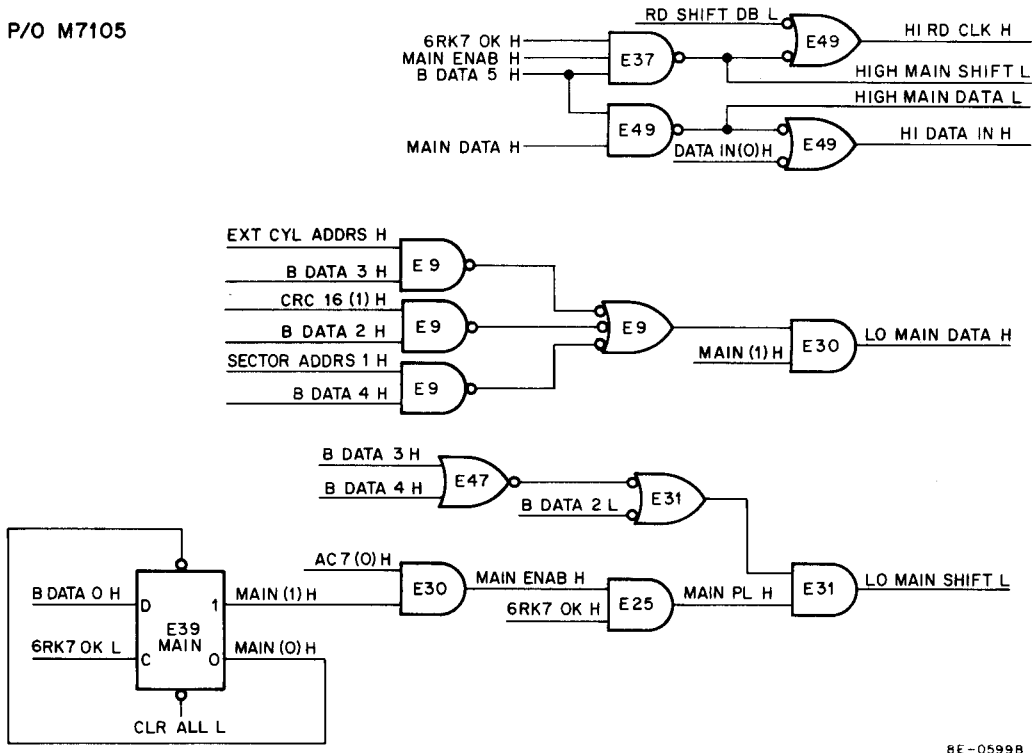 P/O M7105
RD SHIFT DB L
6RK7 OK H
MAIN ENAB H
B DATA 5 H
E37
E49
HI RD CLK H
HIGH MAIN SHIFT L
HIGH MAIN DATA L
E49
MAIN DATA H
DATA IN(0)H
E49
HI DATA IN H
EXT CYL ADDRS H
E9
B DATA 3 H
CRC 16 (1) H
E9
B DATA 2 H
SECTOR ADDRS 1 H
E9
B DATA 4 H
E9
MAIN (1) H
E30
LO MAIN DATA H
B DATA 3 H
B DATA 4 H
E47
B DATA 2 L
E31
AC7 (0) H
E30
MAIN ENAB H
6RK7 OK H
E25
MAIN PL H
E31
LO MAIN SHIFT L
B DATA 0 H
D
1
MAIN (1) H
E39
MAIN
6RK7 OK L
C
0
MAIN (0) H
CLR ALL L
8E-0599B